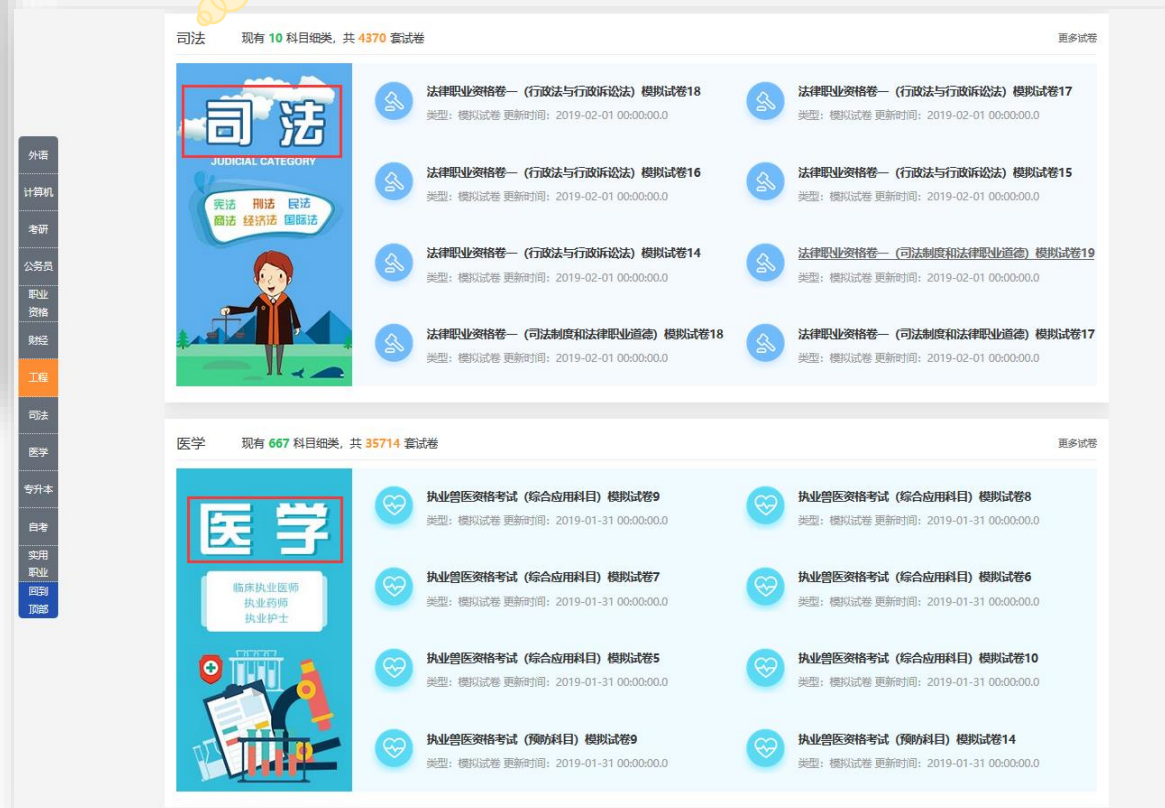 司法 现有 10 科目细类, 共 4370 套试卷 更多试卷
司法
JUDICIAL CATEGORY
宪法 刑法 民法
商法 经济法 国际法
法律职业资格卷一（行政法与行政诉讼法）模拟试卷18
类型: 模拟试卷 更新时间: 2019-02-01 00:00:00.0
法律职业资格卷一（行政法与行政诉讼法）模拟试卷17
类型: 模拟试卷 更新时间: 2019-02-01 00:00:00.0
法律职业资格卷一（行政法与行政诉讼法）模拟试卷16
类型: 模拟试卷 更新时间: 2019-02-01 00:00:00.0
法律职业资格卷一（行政法与行政诉讼法）模拟试卷15
类型: 模拟试卷 更新时间: 2019-02-01 00:00:00.0
法律职业资格卷一（行政法与行政诉讼法）模拟试卷14
类型: 模拟试卷 更新时间: 2019-02-01 00:00:00.0
法律职业资格卷一（司法制度和法律职业道德）模拟试卷19
类型: 模拟试卷 更新时间: 2019-02-01 00:00:00.0
法律职业资格卷一（司法制度和法律职业道德）模拟试卷18
类型: 模拟试卷 更新时间: 2019-02-01 00:00:00.0
法律职业资格卷一（司法制度和法律职业道德）模拟试卷17
类型: 模拟试卷 更新时间: 2019-02-01 00:00:00.0
外语
计算机
考研
公务员
职业
资格
财经
工程
司法
医学
专升本
自考
实用
职业
回到
顶部
医学 现有 667 科目细类, 共 35714 套试卷 更多试卷
医学
临床执业医师
执业药师
执业护士
执业兽医资格考试（综合应用科目）模拟试卷9
类型: 模拟试卷 更新时间: 2019-01-31 00:00:00.0
执业兽医资格考试（综合应用科目）模拟试卷8
类型: 模拟试卷 更新时间: 2019-01-31 00:00:00.0
执业兽医资格考试（综合应用科目）模拟试卷7
类型: 模拟试卷 更新时间: 2019-01-31 00:00:00.0
执业兽医资格考试（综合应用科目）模拟试卷6
类型: 模拟试卷 更新时间: 2019-01-31 00:00:00.0
执业兽医资格考试（综合应用科目）模拟试卷5
类型: 模拟试卷 更新时间: 2019-01-31 00:00:00.0
执业兽医资格考试（综合应用科目）模拟试卷10
类型: 模拟试卷 更新时间: 2019-01-31 00:00:00.0
执业兽医资格考试（预防科目）模拟试卷9
类型: 模拟试卷 更新时间: 2019-01-31 00:00:00.0
执业兽医资格考试（预防科目）模拟试卷14
类型: 模拟试卷 更新时间: 2019-01-31 00:00:00.0